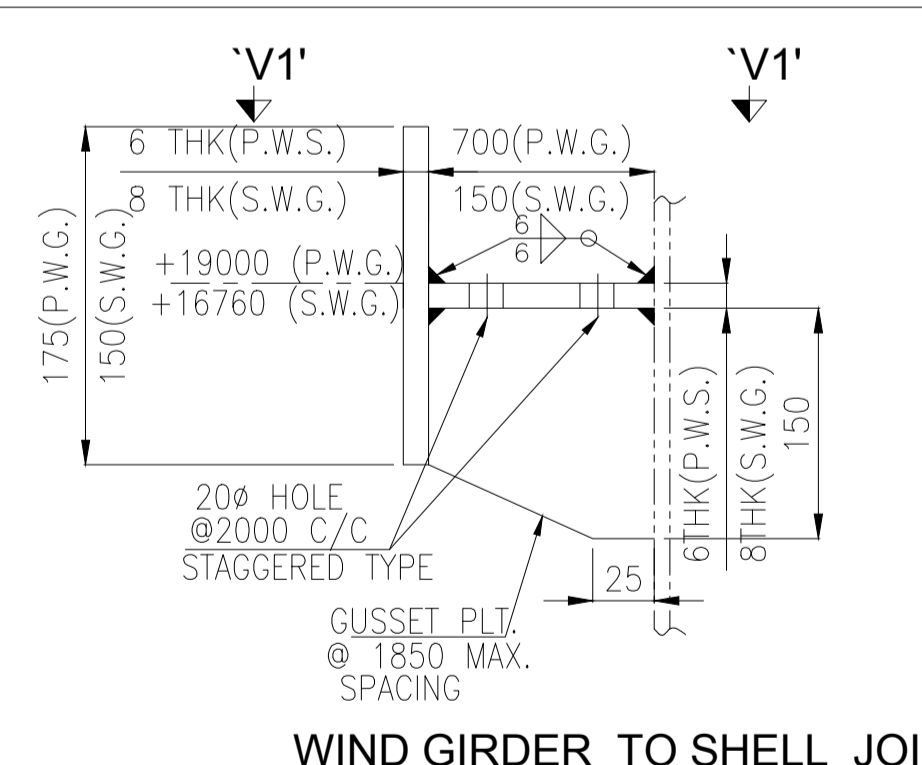 `V1' `V1'
6 THK(P.W.S.) 700(P.W.G.)
8 THK(S.W.G.) 150(S.W.G.)
175(P.W.G.)
150(S.W.G.)
6
6
+19000 (P.W.G.)
+16760 (S.W.G.)
6THK(P.W.S.)
8THK(S.W.G.)
150
20ø HOLE
@2000 C/C
STAGGERED TYPE
25
GUSSET PLT.
@ 1850 MAX.
SPACING
WIND GIRDER TO SHELL JOI